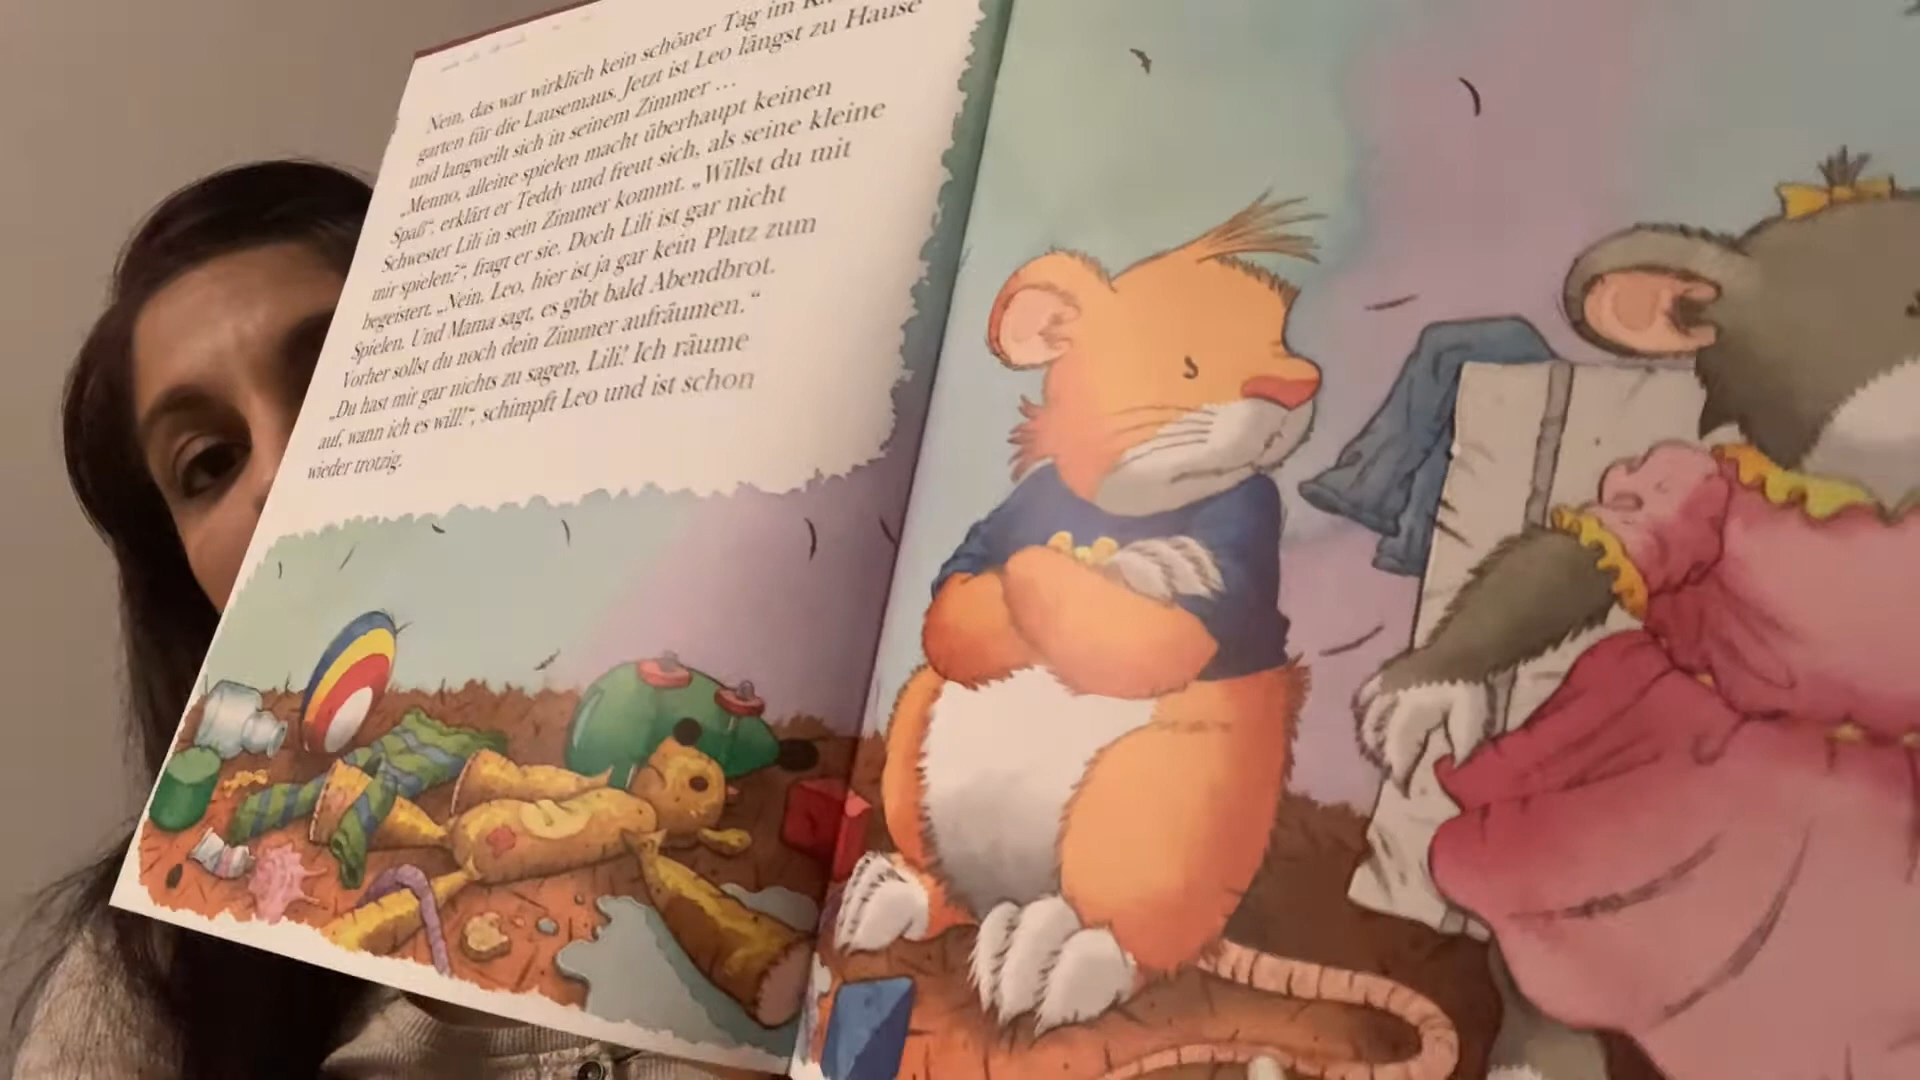 Nein, das war wirklich kein schöner Tag im
garten für die Lausemaus. Jetzt ist Leo längst zu Hause
und langweilt sich in seinem Zimmer ...
„Menno, alleine spielen macht überhaupt keinen
Spaß“, erklärt er Teddy und freut sich, als seine kleine
Schwester Lili in sein Zimmer kommt. „Willst du mit
mir spielen?“, fragt er sie. Doch Lili ist gar nicht
begeistert. „Nein, Leo, hier ist ja gar kein Platz zum
Spielen. Und Mama sagt, es gibt bald Abendbrot.
Vorher sollst du noch dein Zimmer aufräumen.“
„Du hast mir gar nichts zu sagen, Lili! Ich räume
auf, wann ich es will!“, schimpft Leo und ist schon
wieder trotzig.